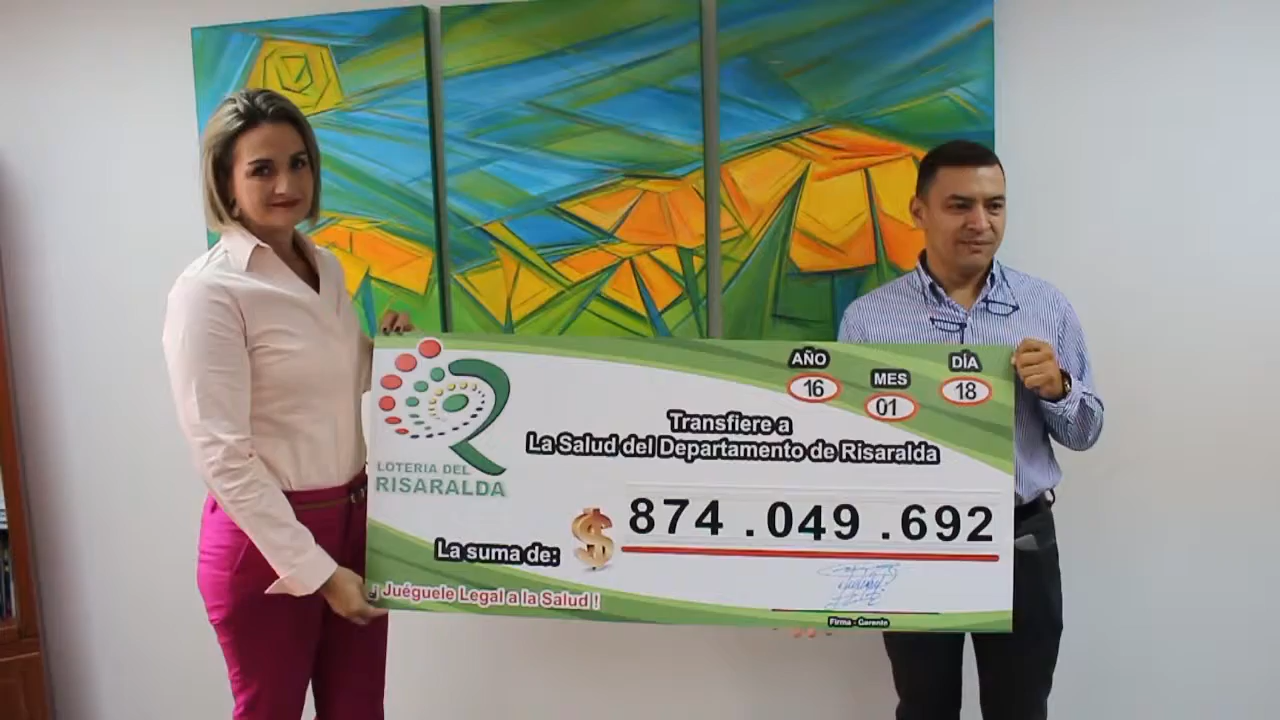 LOTERIA DEL
RISARALDA
AÑO
16
MES
01
DÍA
18
Transfiere a
La Salud del Departamento de Risaralda
La suma de:
$ 874.049.692
¡ Juéguele Legal a la Salud !
Firma - Gerente